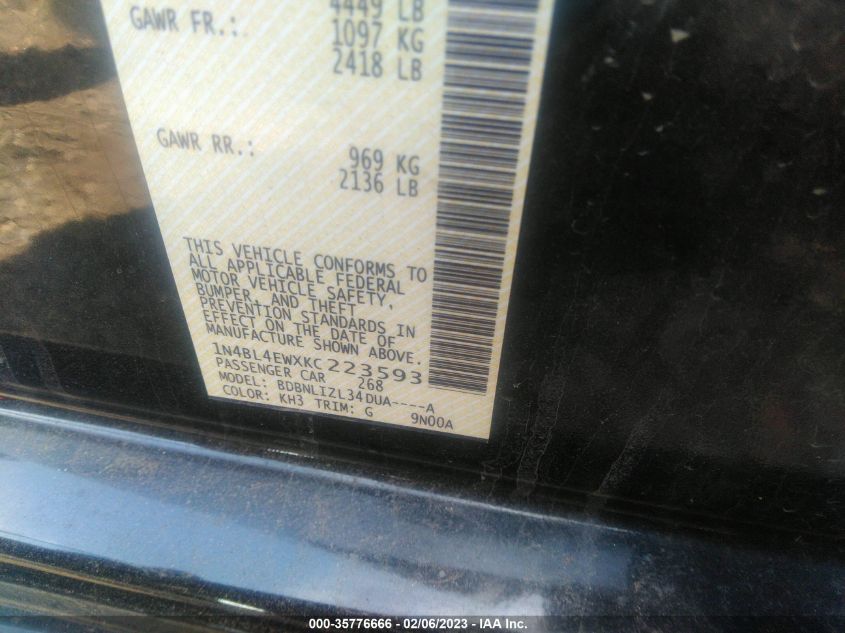 4449 LB
GAWR FR.: 1097 KG
2418 LB
GAWR RR.: 969 KG
2136 LB
THIS VEHICLE CONFORMS TO
ALL APPLICABLE FEDERAL
MOTOR VEHICLE SAFETY,
BUMPER, AND THEFT
PREVENTION STANDARDS IN
EFFECT ON THE DATE OF
MANUFACTURE SHOWN ABOVE.
1N4BL4EWXKC223593
PASSENGER CAR 268
MODEL: BDBNLIZL34DUA----A
COLOR: KH3 TRIM: G 9N00A
000-35776666 - 02/06/2023 - IAA Inc.